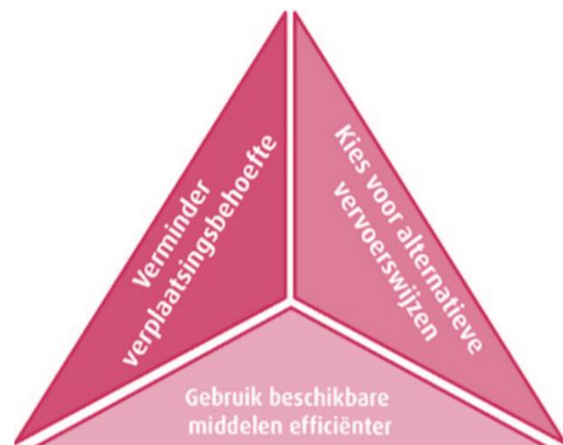 Verminder
verplaatsingsbehoefte
Kies voor alternatieve
vervoerswijzen
Gebruik beschikbare
middelen efficiënter